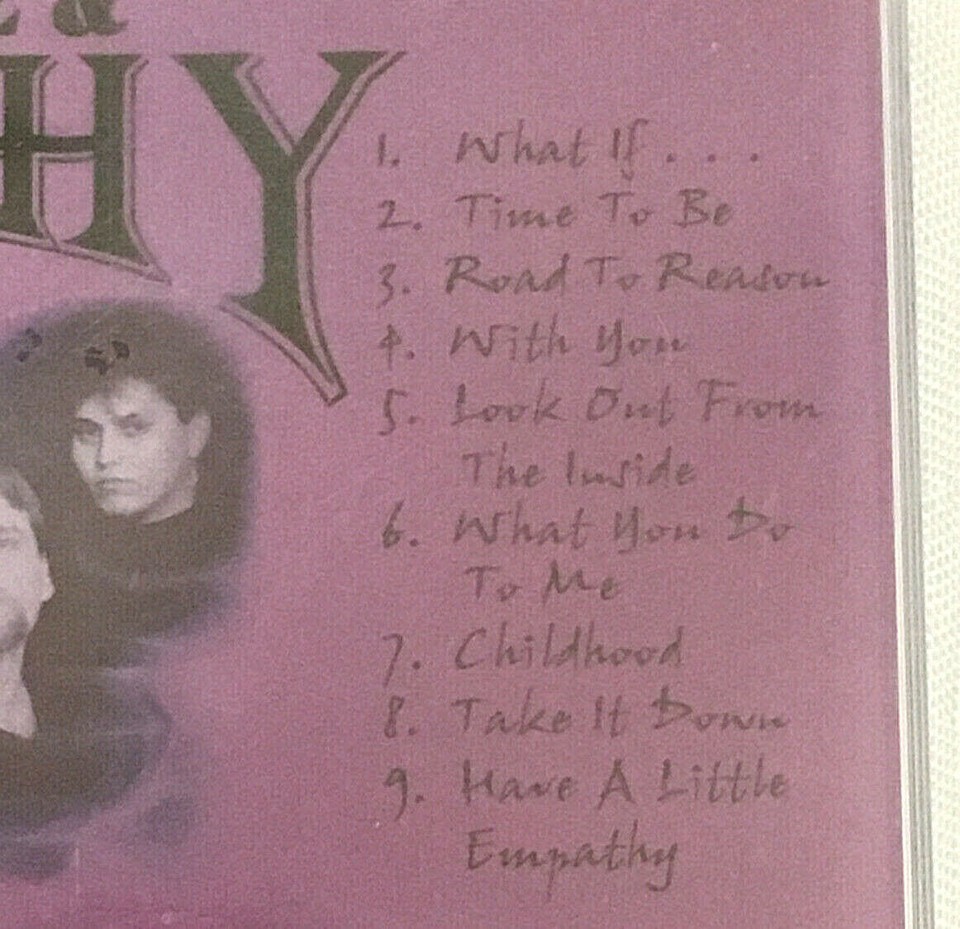 HY
1. What If . . .
2. Time To Be
3. Road To Reason
4. With You
5. Look Out From
The Inside
6. What You Do
To Me
7. Childhood
8. Take It Down
9. Have A Little
Empathy